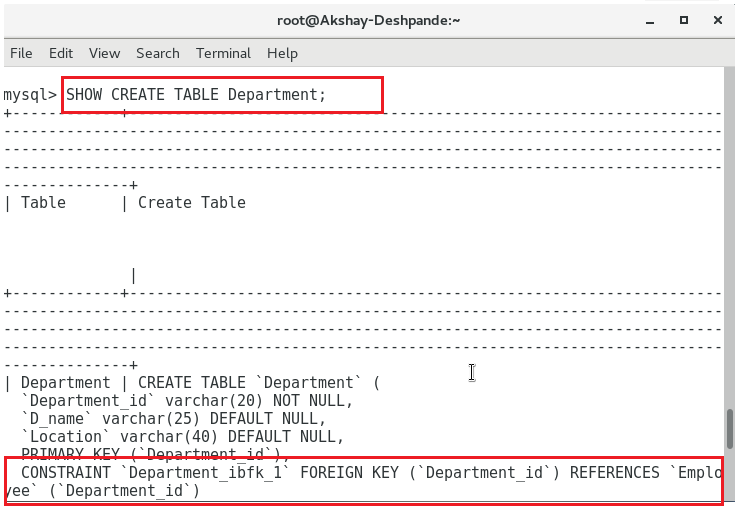 root@Akshay-Deshpande:~
File Edit View Search Terminal Help
mysql> SHOW CREATE TABLE Department;
+------------+------------------------------------------------------------------
--------------------------------------------------------------------------------
--------------------------------------------------------------------------------
--------------------------------------------------------------------------------
--------------+
| Table      | Create Table
|
+------------+------------------------------------------------------------------
--------------------------------------------------------------------------------
--------------------------------------------------------------------------------
--------------------------------------------------------------------------------
--------------+
| Department | CREATE TABLE `Department` (
`Department_id` varchar(20) NOT NULL,
`D_name` varchar(25) DEFAULT NULL,
`Location` varchar(40) DEFAULT NULL,
PRIMARY KEY (`Department_id`),
CONSTRAINT `Department_ibfk_1` FOREIGN KEY (`Department_id`) REFERENCES `Emplo
yee` (`Department_id`)